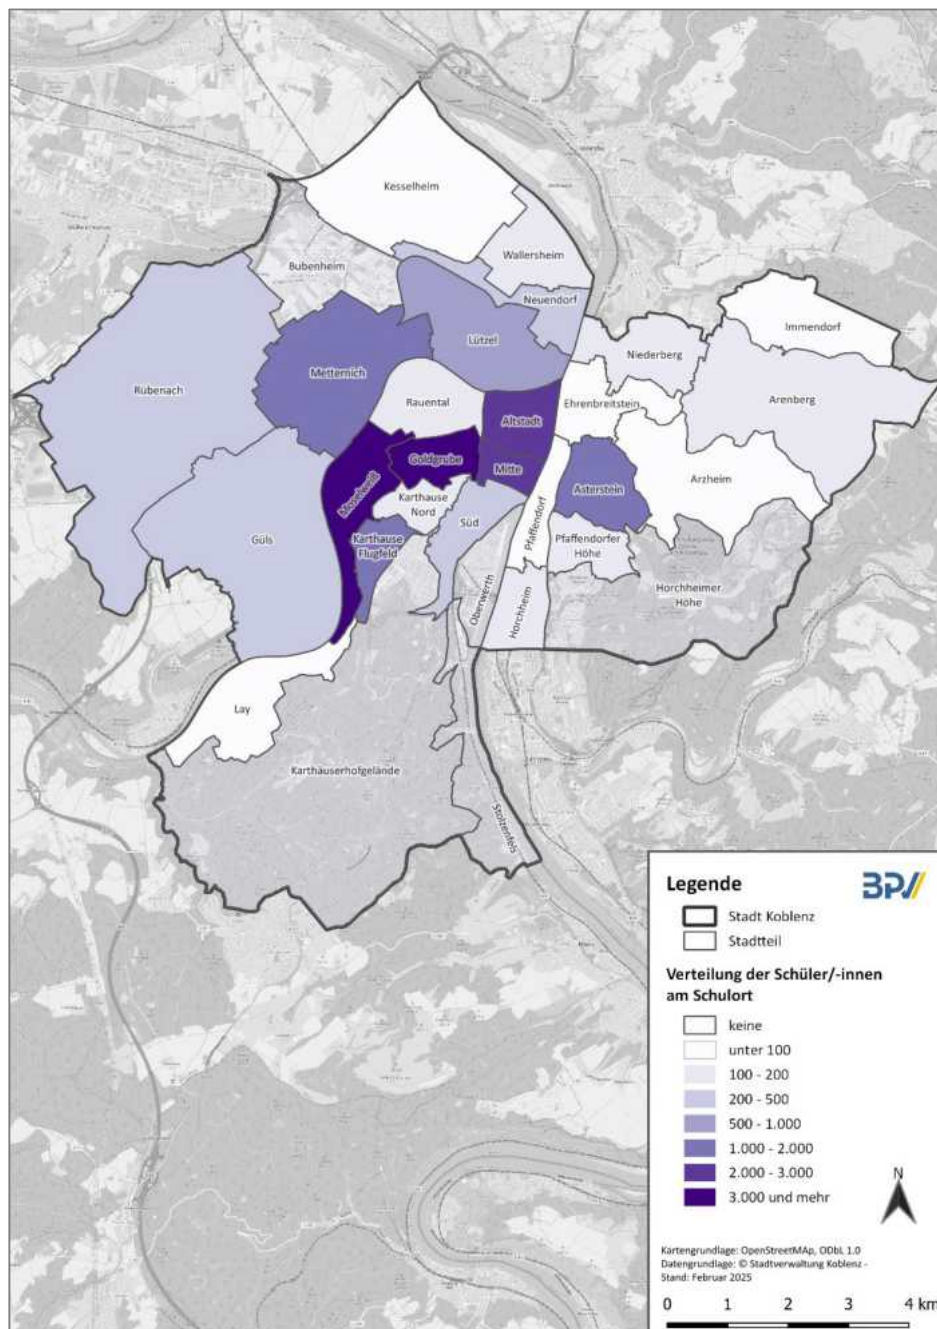 Kesselheim
Wallersheim
Bubenheim
Neuendorf
Immendorf
Lützel
Niederberg
Metternich
Rübenach
Rauental
Ehrenbreitstein
Arenberg
Altstadt
Goldgrube
Mitte
Moselweiß
Asterstein
Arzheim
Karthause
Nord
Süd
Pfaffendorf
Güls
Karthause
Flugfeld
Pfaffendorfer
Höhe
Horchheimer
Höhe
Oberwerth
Horchheim
Lay
Karthäuserhofgelände
Stolzenfels
Legende
BPV
Stadt Koblenz
Stadtteil
Verteilung der Schüler/-innen
am Schulort
keine
unter 100
100 - 200
200 - 500
500 - 1.000
1.000 - 2.000
2.000 - 3.000
3.000 und mehr
N
Kartengrundlage: OpenStreetMAp, ODbL 1.0
Datengrundlage: © Stadtverwaltung Koblenz -
Stand: Februar 2025
0 1 2 3 4 km